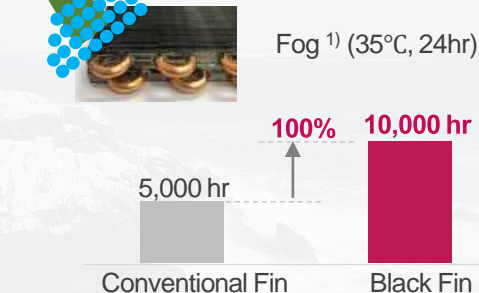 Fog ¹⁾ (35℃, 24hr)
100%
10,000 hr
5,000 hr
Conventional Fin
Black Fin